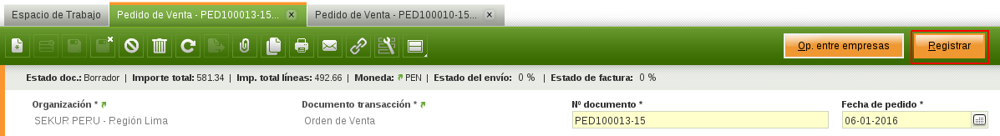 Espacio de Trabajo Pedido de Venta - PED100013-15... Pedido de Venta - PED100010-15...
Op. entre empresas Registrar
Estado doc.: Borrador | Importe total: 581.34 | Imp. total líneas: 492.66 | Moneda: PEN | Estado del envío: 0 % | Estado de factura: 0 %
Organización * Documento transacción * Nº documento * Fecha de pedido *
SEKUR PERU - Región Lima Orden de Venta PED100013-15 06-01-2016